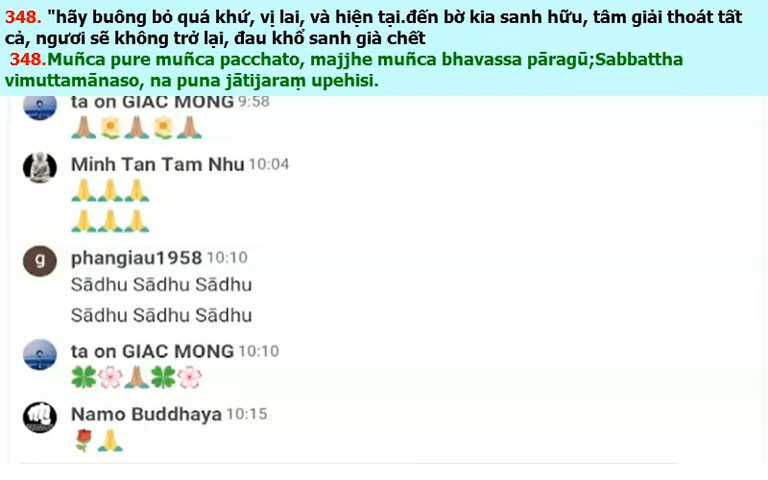 348. "hãy buông bỏ quá khứ, vị lai, và hiện tại.đến bờ kia sanh hữu, tâm giải thoát tất
cả, ngươi sẽ không trở lại, đau khổ sanh già chết
348.Muñca pure muñca pacchato, majjhe muñca bhavassa pāragū;Sabbattha
vimuttamānaso, na puna jātijaraṃ upehisi.
ta on GIAC MONG 9:58
🙏🏼🌼🙏🏼🌼🙏🏼
Minh Tan Tam Nhu 10:04
🙏🙏🙏
🙏🙏🙏
g
phangiau1958 10:10
Sādhu Sādhu Sādhu
Sādhu Sādhu Sādhu
ta on GIAC MONG 10:10
🍀🌸🙏🏼🍀🌸
Namo Buddhaya 10:15
🌹🙏